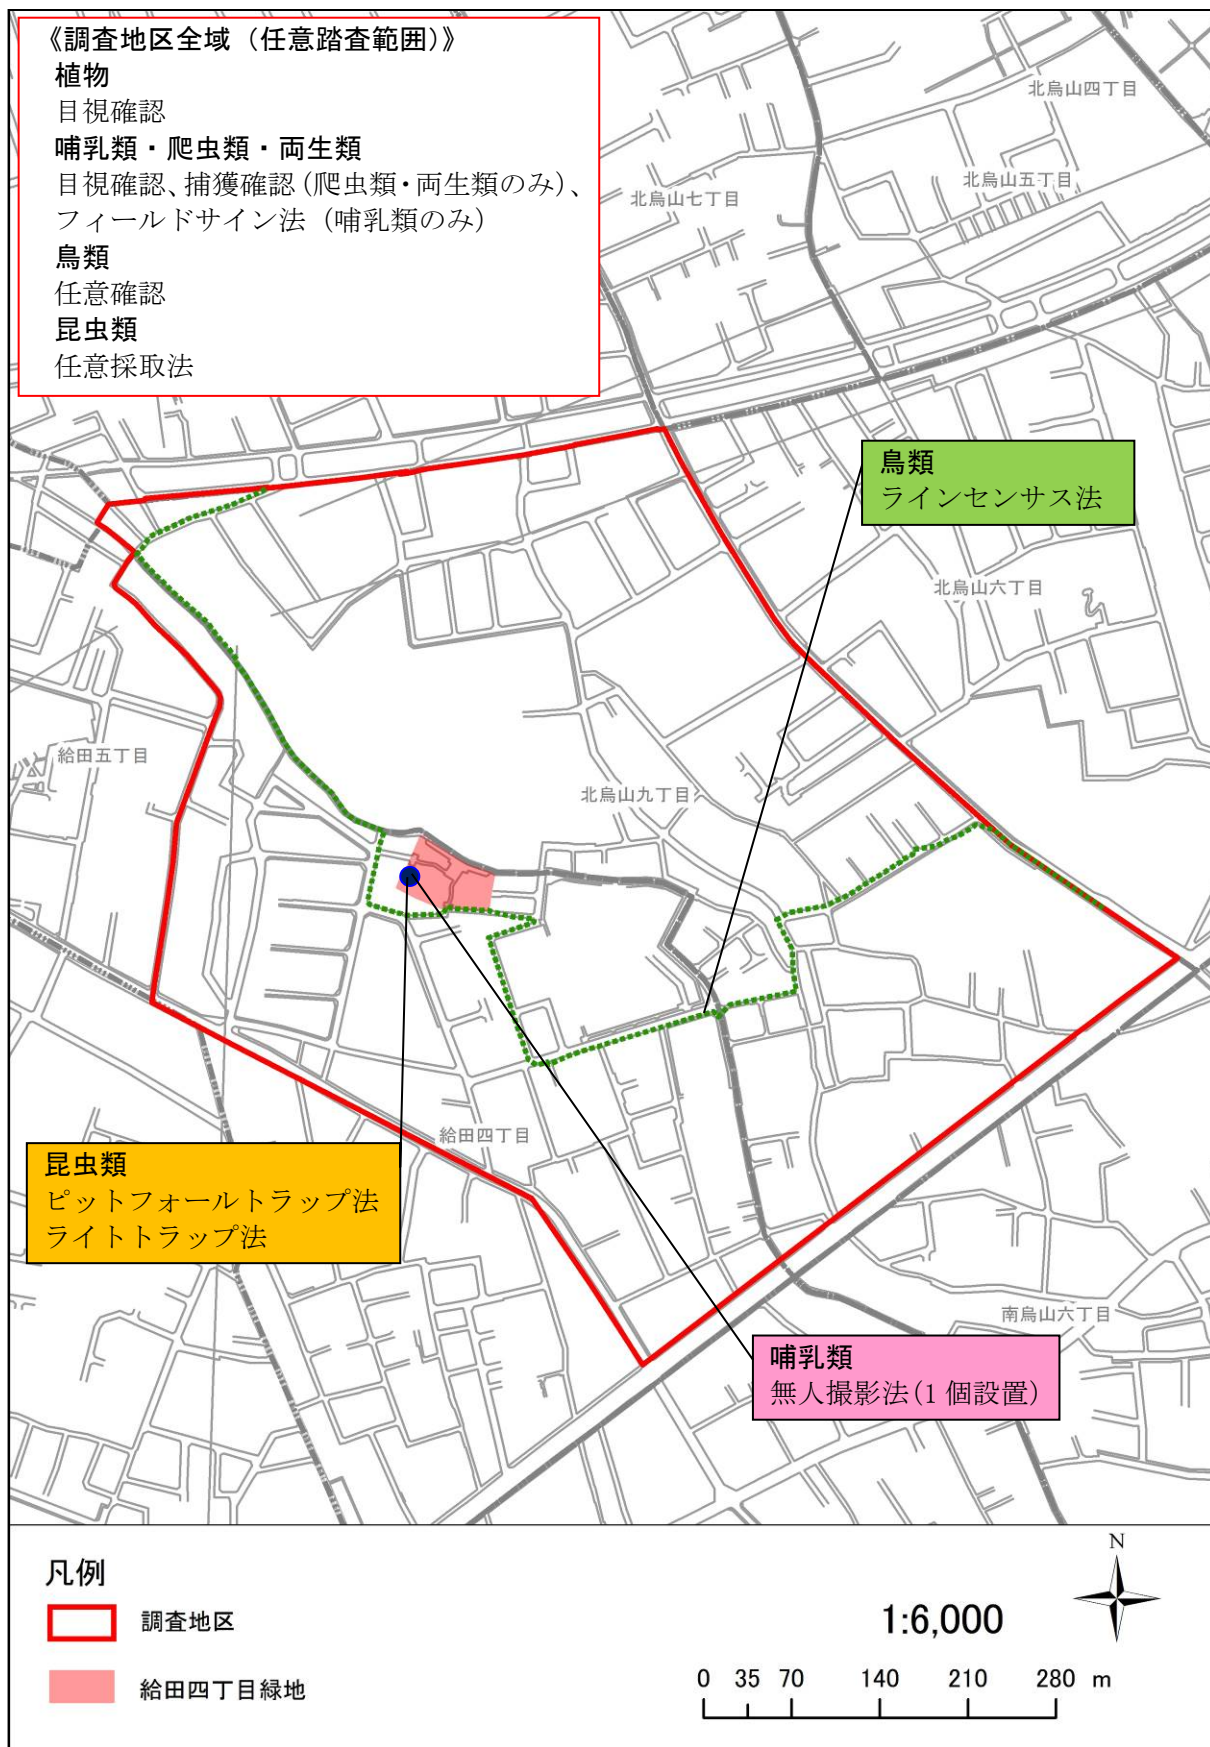 《調査地区全域（任意踏査範囲）》
植物
目視確認
哺乳類・爬虫類・両生類
目視確認、捕獲確認（爬虫類・両生類のみ）、
フィールドサイン法（哺乳類のみ）
鳥類
任意確認
昆虫類
任意採取法
北烏山四丁目
北烏山五丁目
北烏山七丁目
鳥類
ラインセンサス法
北烏山六丁目
給田五丁目
北烏山九丁目
給田四丁目
昆虫類
ピットフォールトラップ法
ライトトラップ法
南烏山六丁目
哺乳類
無人撮影法（1個設置）
凡例
調査地区
給田四丁目緑地
N
1:6,000
0 35 70 140 210 280 m